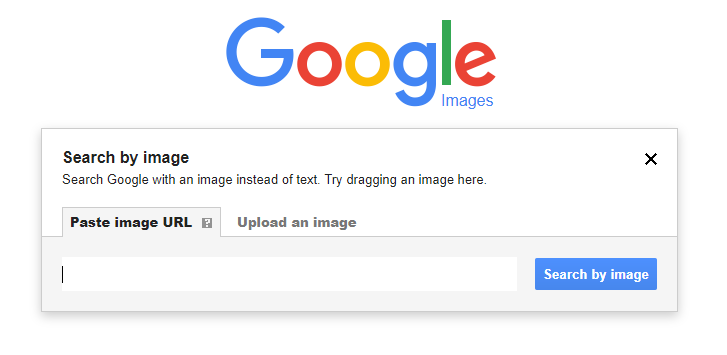 Google
Images
Search by image
Search Google with an image instead of text. Try dragging an image here.
Paste image URL ? Upload an image
Search by image